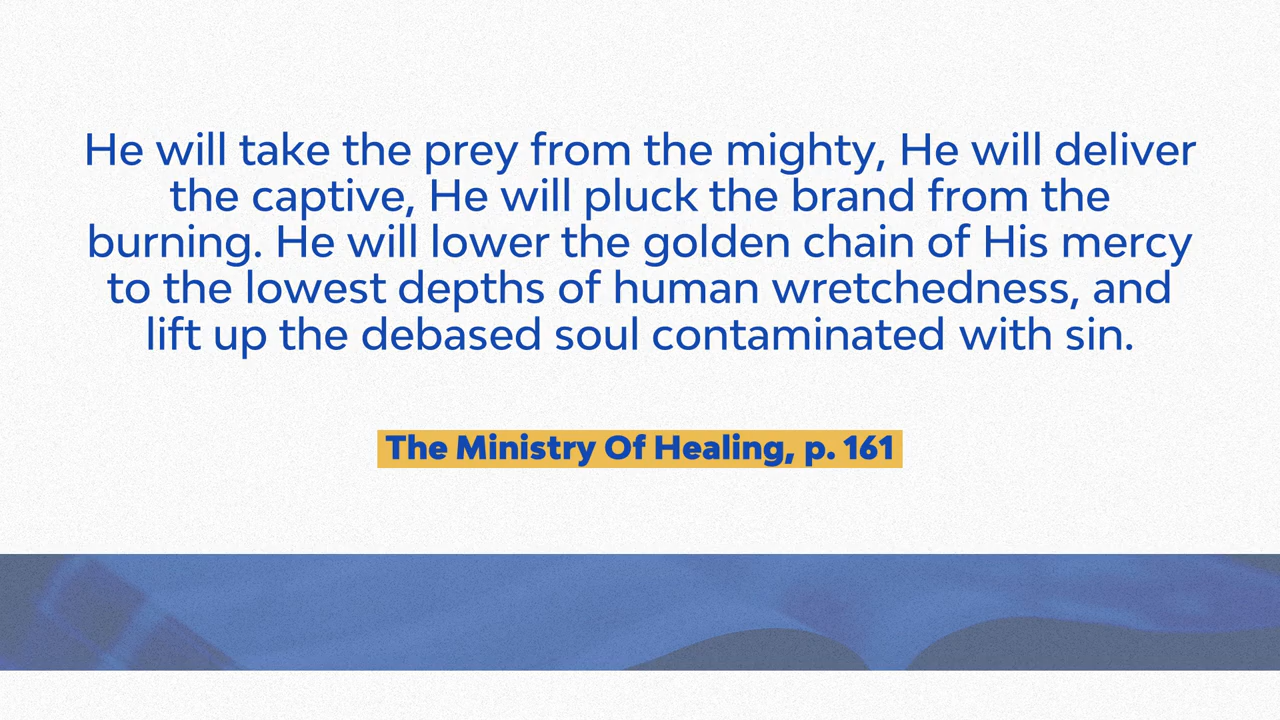 He will take the prey from the mighty, He will deliver
the captive, He will pluck the brand from the
burning. He will lower the golden chain of His mercy
to the lowest depths of human wretchedness, and
lift up the debased soul contaminated with sin.
The Ministry Of Healing, p. 161